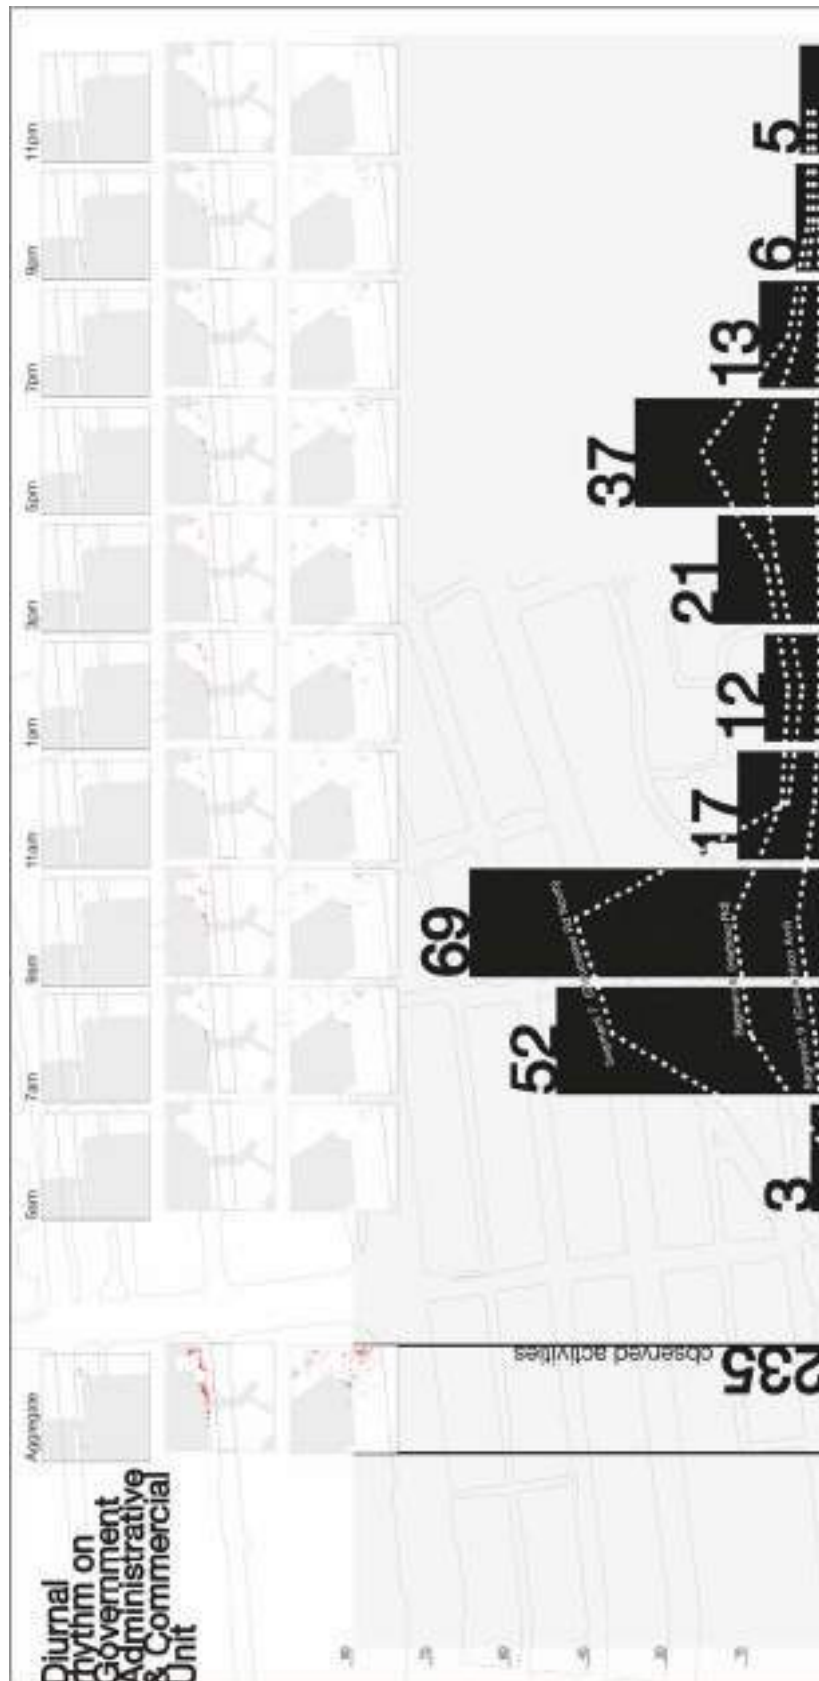 Diurnal
rhythm on
Government
Administrative
& Commercial
Unit
Aggregate
5am
7am
9am
11am
1pm
3pm
5pm
7pm
9pm
11pm
235
observed activities
3
52
69
17
12
21
37
13
6
5